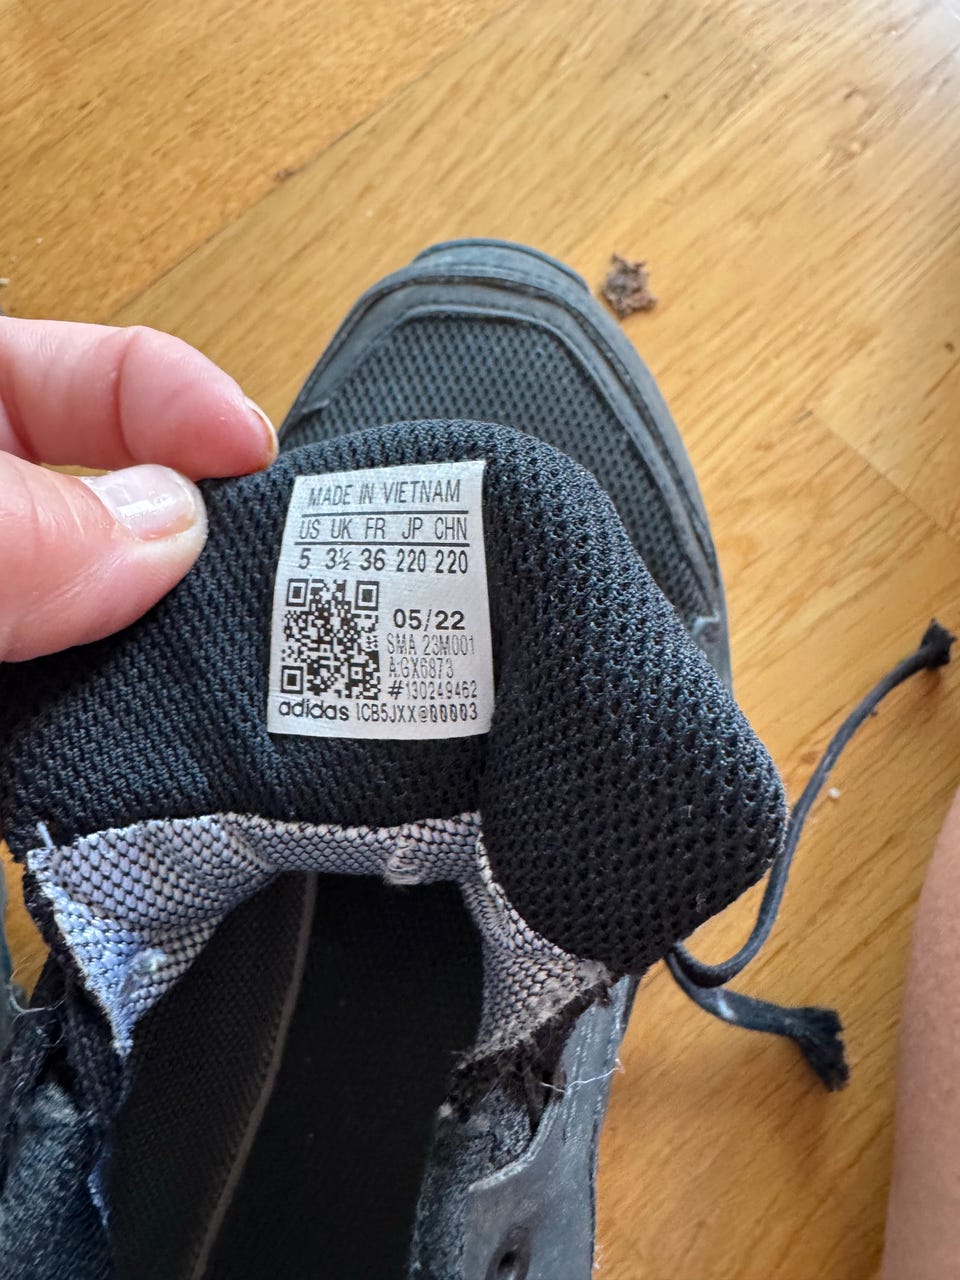 MADE IN VIETNAM
US UK FR JP CHN
5 3½ 36 220 220
05/22
SMA 23M001
A:GX6873
#130249462
adidas 1CB5JXX@00003